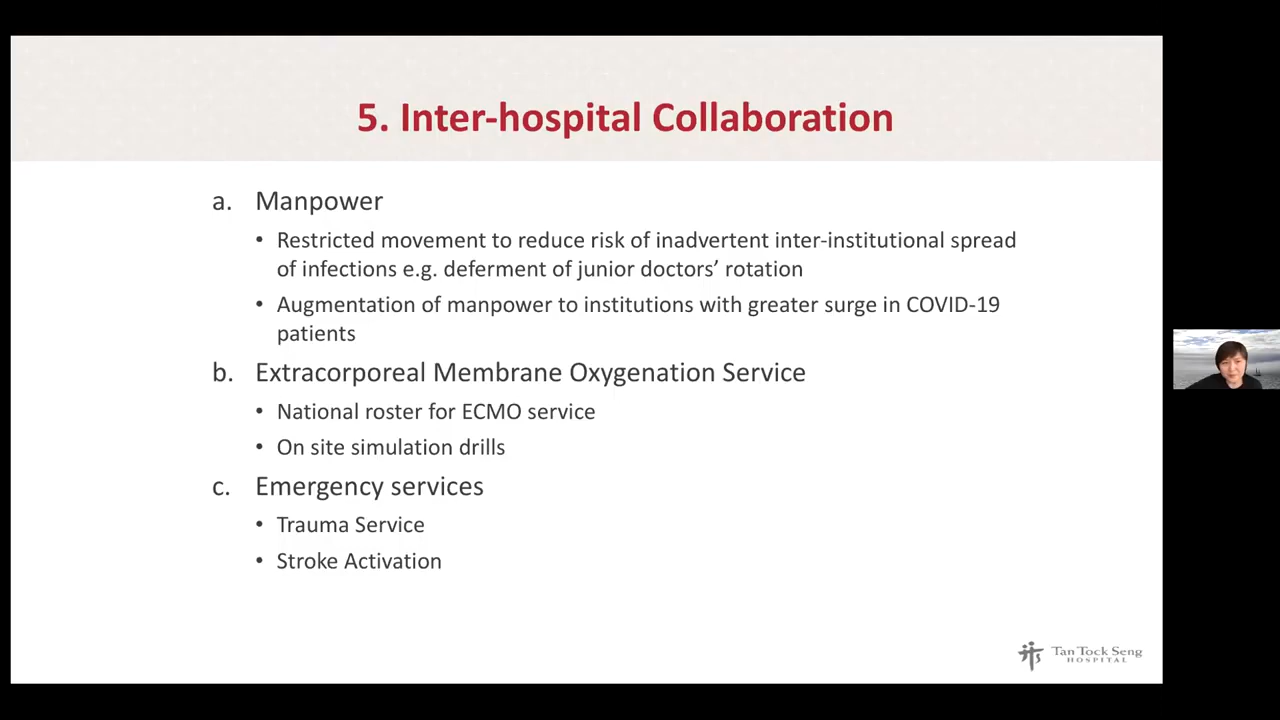 5. Inter-hospital Collaboration
a. Manpower
• Restricted movement to reduce risk of inadvertent inter-institutional spread
of infections e.g. deferment of junior doctors’ rotation
• Augmentation of manpower to institutions with greater surge in COVID-19
patients
b. Extracorporeal Membrane Oxygenation Service
• National roster for ECMO service
• On site simulation drills
c. Emergency services
• Trauma Service
• Stroke Activation
Tan Tock Seng
HOSPITAL